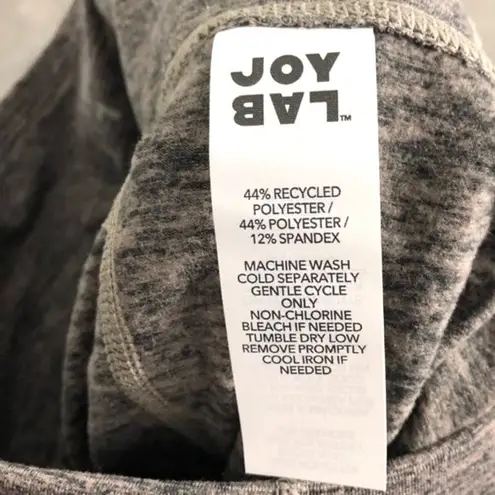 JOY
LAB™
44% RECYCLED
POLYESTER /
44% POLYESTER /
12% SPANDEX
MACHINE WASH
COLD SEPARATELY
GENTLE CYCLE
ONLY
NON-CHLORINE
BLEACH IF NEEDED
TUMBLE DRY LOW
REMOVE PROMPTLY
COOL IRON IF
NEEDED